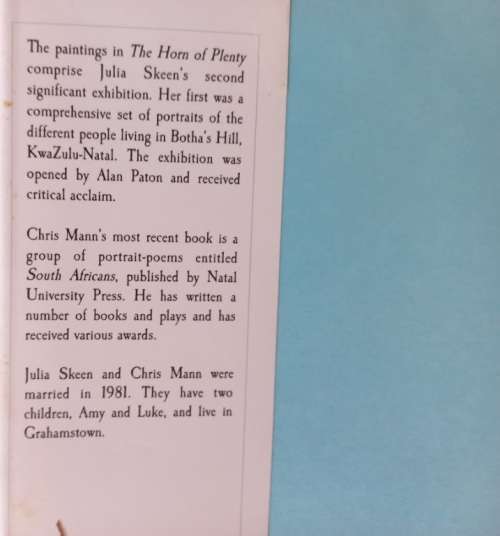 The paintings in The Horn of Plenty
comprise Julia Skeen's second
significant exhibition. Her first was a
comprehensive set of portraits of the
different people living in Botha's Hill,
KwaZulu-Natal. The exhibition was
opened by Alan Paton and received
critical acclaim.
Chris Mann's most recent book is a
group of portrait-poems entitled
South Africans, published by Natal
University Press. He has written a
number of books and plays and has
received various awards.
Julia Skeen and Chris Mann were
married in 1981. They have two
children, Amy and Luke, and live in
Grahamstown.